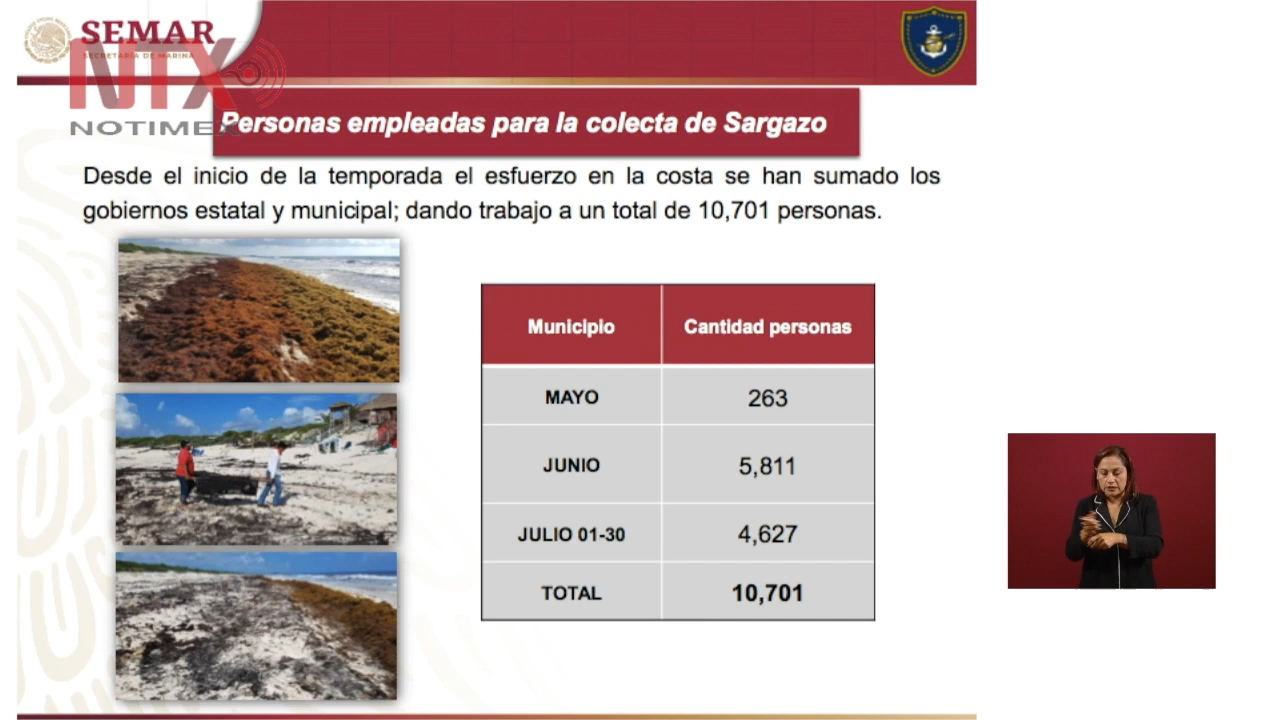 SEMAR
SECRETARÍA DE MARINA
NTX
NOTIMEX
Personas empleadas para la colecta de Sargazo
Desde el inicio de la temporada el esfuerzo en la costa se han sumado los
gobiernos estatal y municipal; dando trabajo a un total de 10,701 personas.
Municipio Cantidad personas
MAYO 263
JUNIO 5,811
JULIO 01-30 4,627
TOTAL 10,701